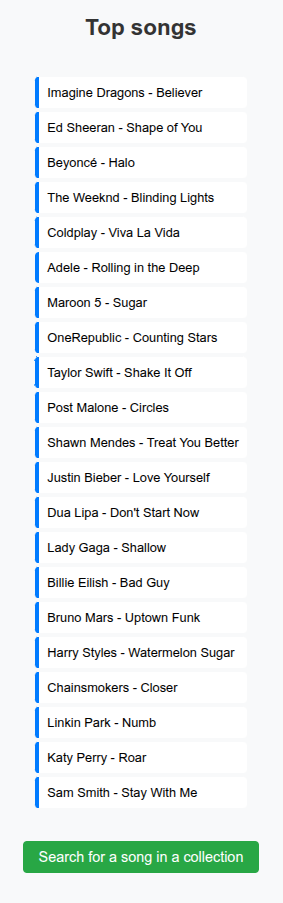 Top songs
Imagine Dragons - Believer
Ed Sheeran - Shape of You
Beyoncé - Halo
The Weeknd - Blinding Lights
Coldplay - Viva La Vida
Adele - Rolling in the Deep
Maroon 5 - Sugar
OneRepublic - Counting Stars
Taylor Swift - Shake It Off
Post Malone - Circles
Shawn Mendes - Treat You Better
Justin Bieber - Love Yourself
Dua Lipa - Don't Start Now
Lady Gaga - Shallow
Billie Eilish - Bad Guy
Bruno Mars - Uptown Funk
Harry Styles - Watermelon Sugar
Chainsmokers - Closer
Linkin Park - Numb
Katy Perry - Roar
Sam Smith - Stay With Me
Search for a song in a collection